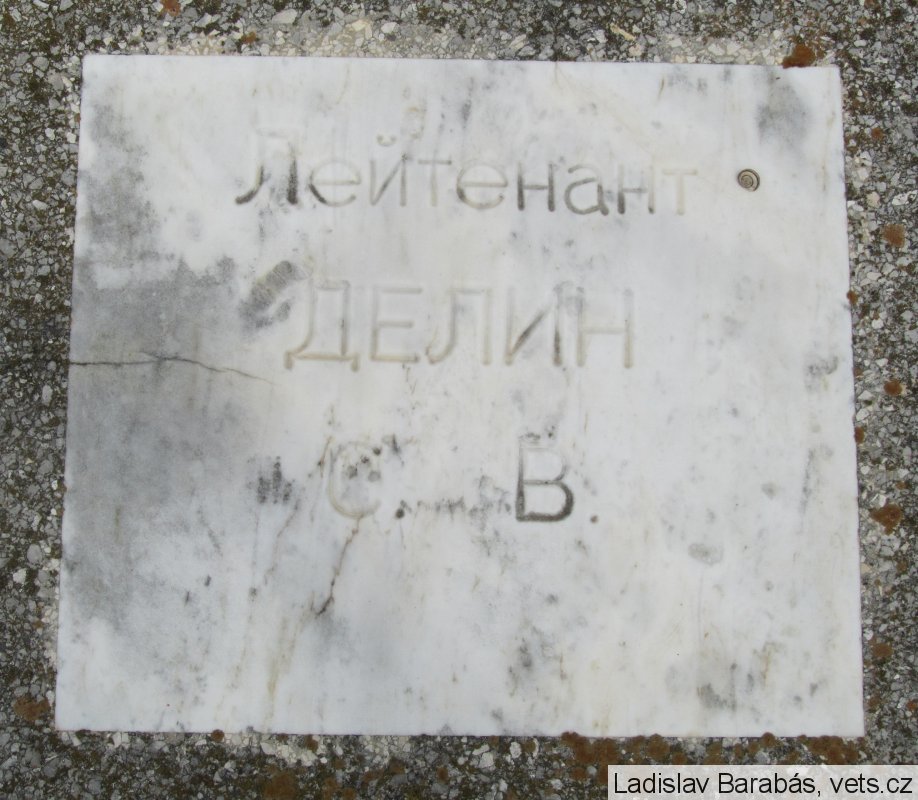 Лейтенант
ДЕЛИН
С. В.
Ladislav Barabás, vets.cz